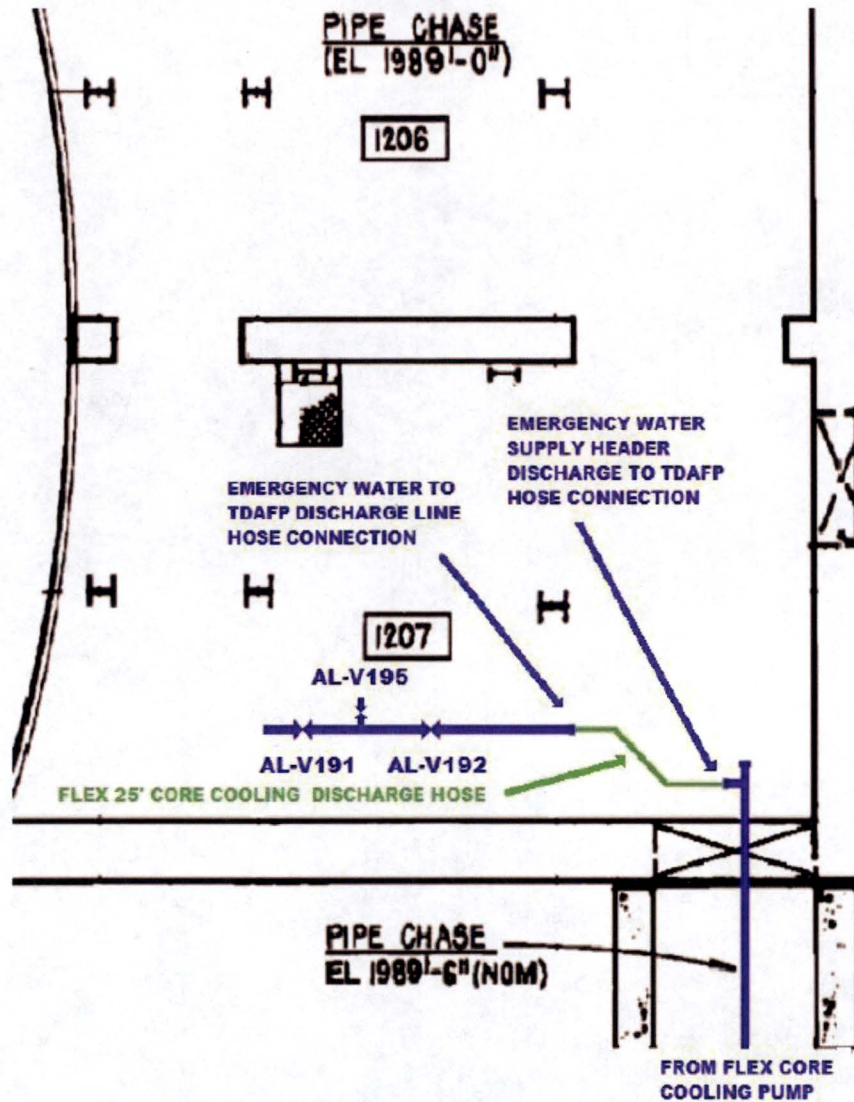 PIPE CHASE
(EL 1989'-0")
1206
EMERGENCY WATER
SUPPLY HEADER
DISCHARGE TO TDAFP
HOSE CONNECTION
EMERGENCY WATER TO
TDAFP DISCHARGE LINE
HOSE CONNECTION
1207
AL-V195
AL-V191
AL-V192
FLEX 25' CORE COOLING DISCHARGE HOSE
PIPE CHASE
EL 1989'-6"(NOM)
FROM FLEX CORE
COOLING PUMP